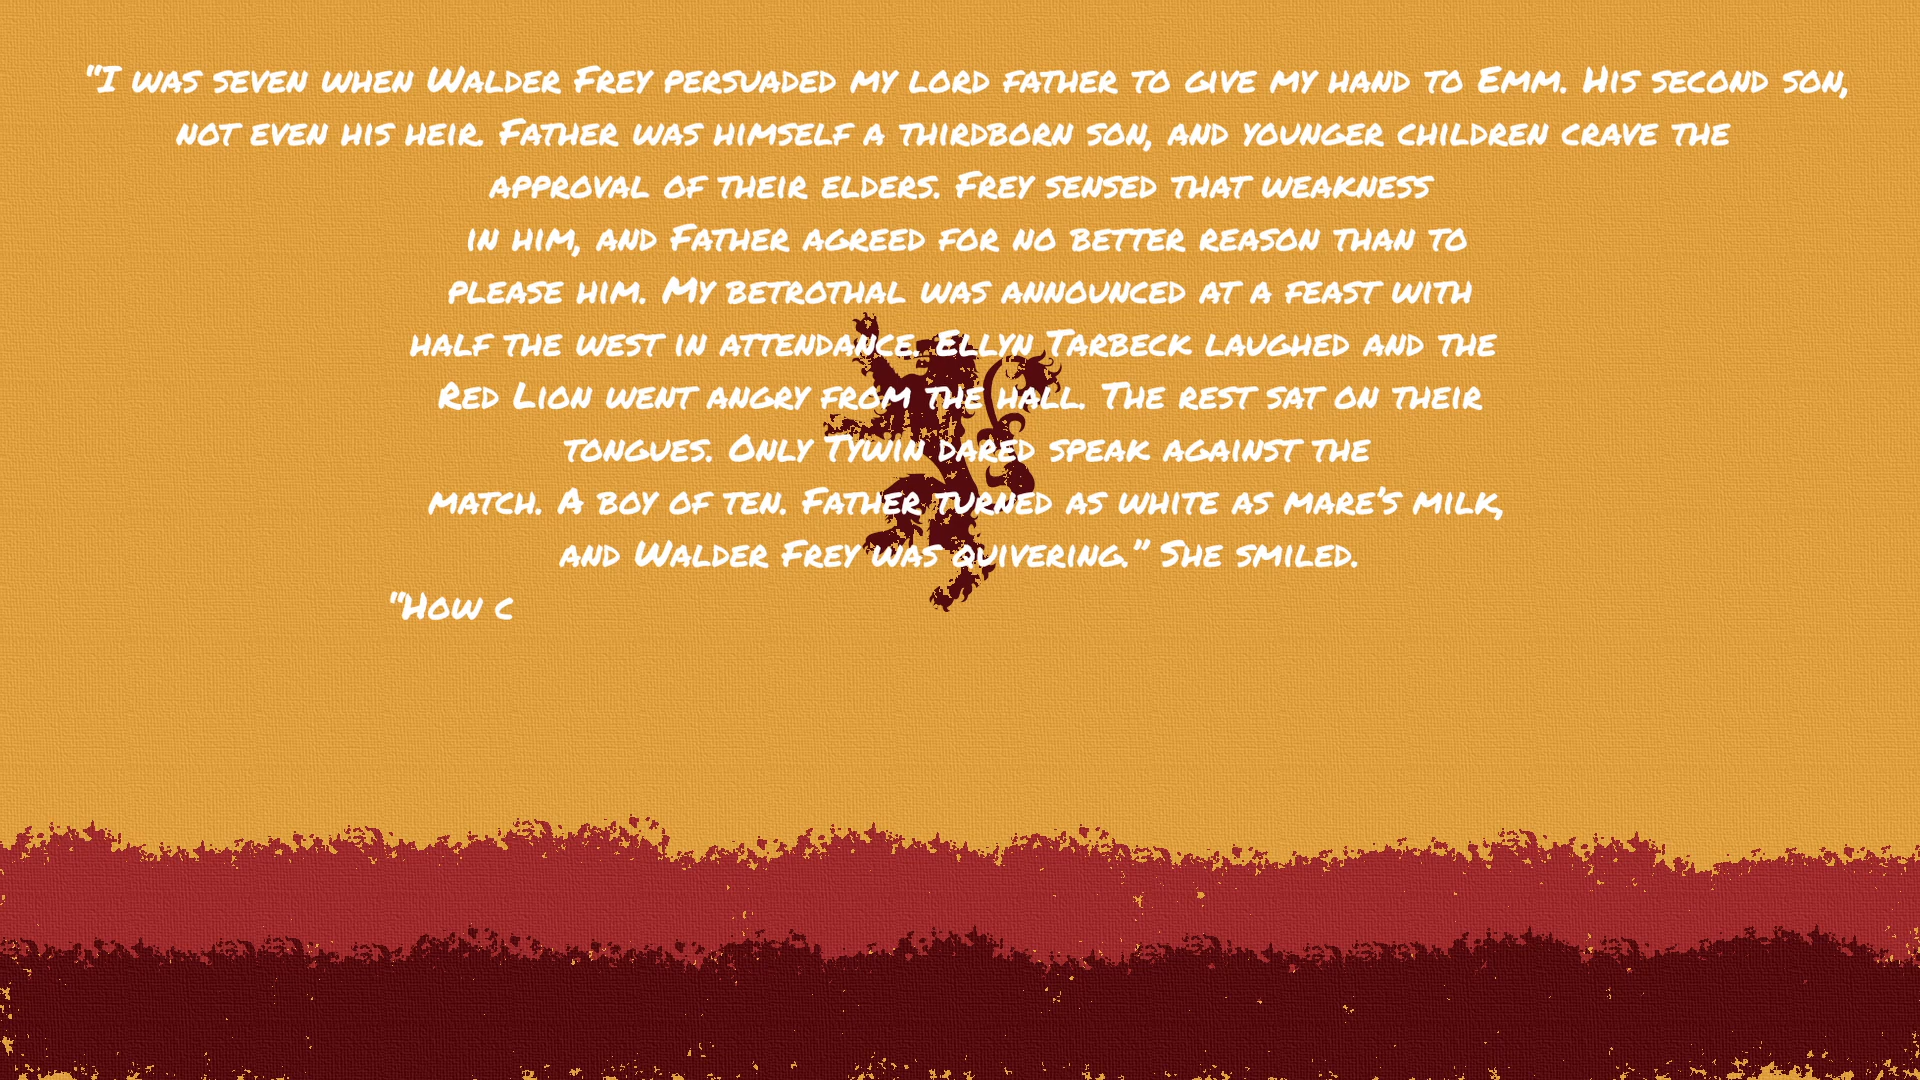 "I was seven when Walder Frey persuaded my lord father to give my hand to Emm. His second son,
not even his heir. Father was himself a thirdborn son, and younger children crave the
approval of their elders. Frey sensed that weakness
in him, and Father agreed for no better reason than to
please him. My betrothal was announced at a feast with
half the west in attendance. Ellyn Tarbeck laughed and the
Red Lion went angry from the hall. The rest sat on their
tongues. Only Tywin dared speak against the
match. A boy of ten. Father turned as white as mare's milk,
and Walder Frey was quivering." She smiled.
"How c